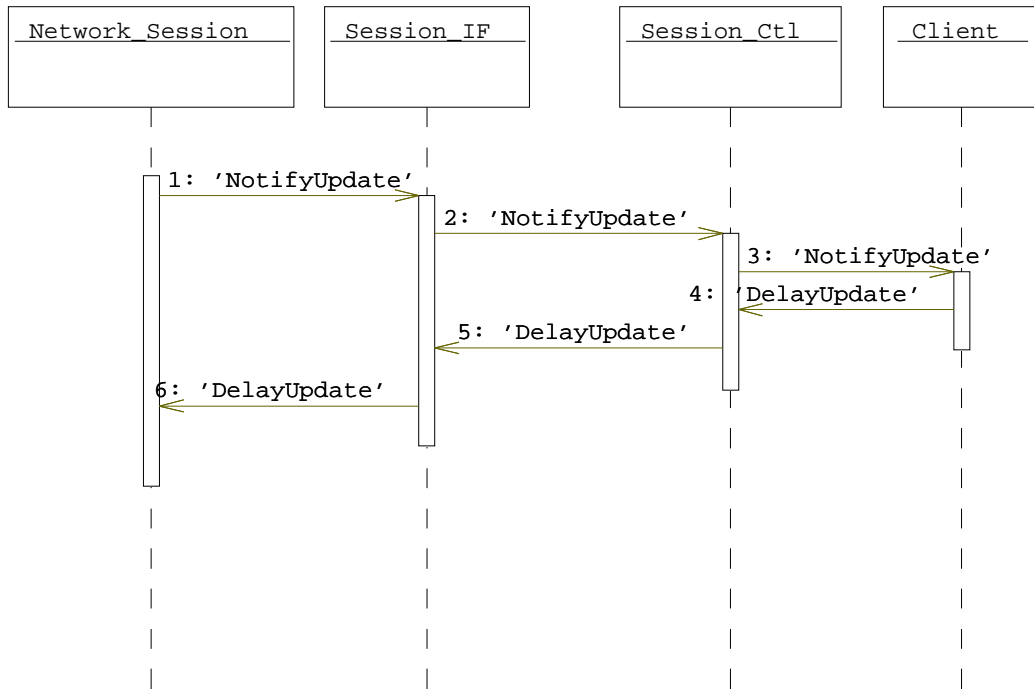 Network_Session
Session_IF
Session_Ctl
Client
1: ’NotifyUpdate’
2: ’NotifyUpdate’
3: ’NotifyUpdate’
4: ’DelayUpdate’
5: ’DelayUpdate’
6: ’DelayUpdate’